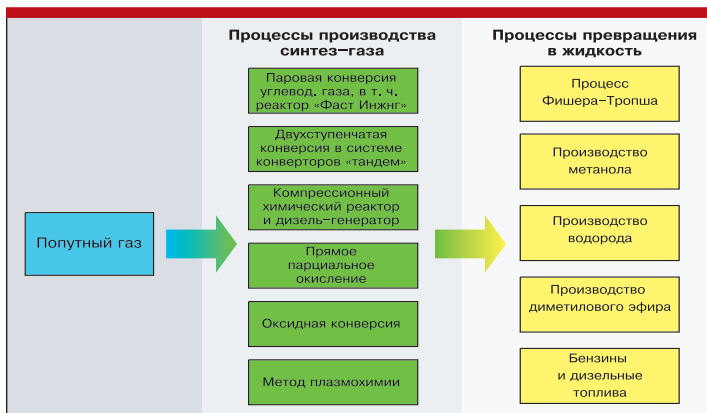 Процессы производства
синтез-газа
Процессы превращения
в жидкость
Попутный газ
Паровая конверсия
углевод. газа, в т. ч.
реактор «Фаст Инжнг»
Двухступенчатая
конверсия в системе
конверторов «тандем»
Компрессионный
химический реактор
и дизель-генератор
Прямое
парциальное
окисление
Оксидная конверсия
Метод плазмохимии
Процесс
Фишера-Тропша
Производство
метанола
Производство
водорода
Производство
диметилового эфира
Бензины
и дизельные
топлива